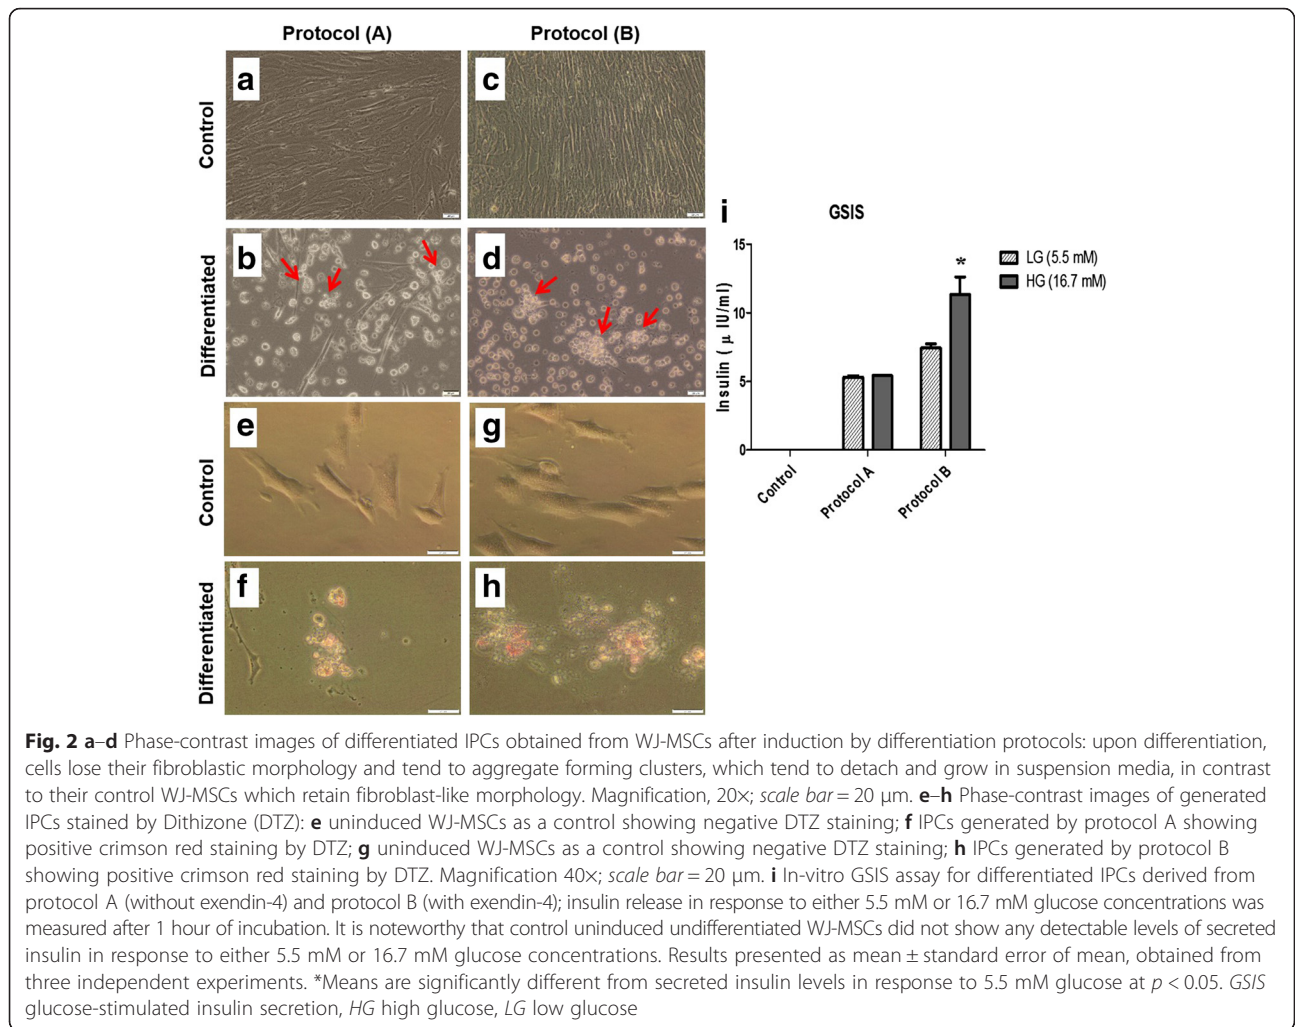 Protocol (A)
Protocol (B)
Control
a
c
Differentiated
b
d
Control
e
g
Differentiated
f
h
i
GSIS
Insulin ( μ IU/ml)
15
10
5
0
*
LG (5.5 mM)
HG (16.7 mM)
Control
Protocol A
Protocol B
Fig. 2 a–d Phase-contrast images of differentiated IPCs obtained from WJ-MSCs after induction by differentiation protocols: upon differentiation,
cells lose their fibroblastic morphology and tend to aggregate forming clusters, which tend to detach and grow in suspension media, in contrast
to their control WJ-MSCs which retain fibroblast-like morphology. Magnification, 20×; scale bar = 20 μm. e–h Phase-contrast images of generated
IPCs stained by Dithizone (DTZ): e uninduced WJ-MSCs as a control showing negative DTZ staining; f IPCs generated by protocol A showing
positive crimson red staining by DTZ; g uninduced WJ-MSCs as a control showing negative DTZ staining; h IPCs generated by protocol B
showing positive crimson red staining by DTZ. Magnification 40×; scale bar = 20 μm. i In-vitro GSIS assay for differentiated IPCs derived from
protocol A (without exendin-4) and protocol B (with exendin-4); insulin release in response to either 5.5 mM or 16.7 mM glucose concentrations was
measured after 1 hour of incubation. It is noteworthy that control uninduced undifferentiated WJ-MSCs did not show any detectable levels of secreted
insulin in response to either 5.5 mM or 16.7 mM glucose concentrations. Results presented as mean ± standard error of mean, obtained from
three independent experiments. *Means are significantly different from secreted insulin levels in response to 5.5 mM glucose at p < 0.05. GSIS
glucose-stimulated insulin secretion, HG high glucose, LG low glucose